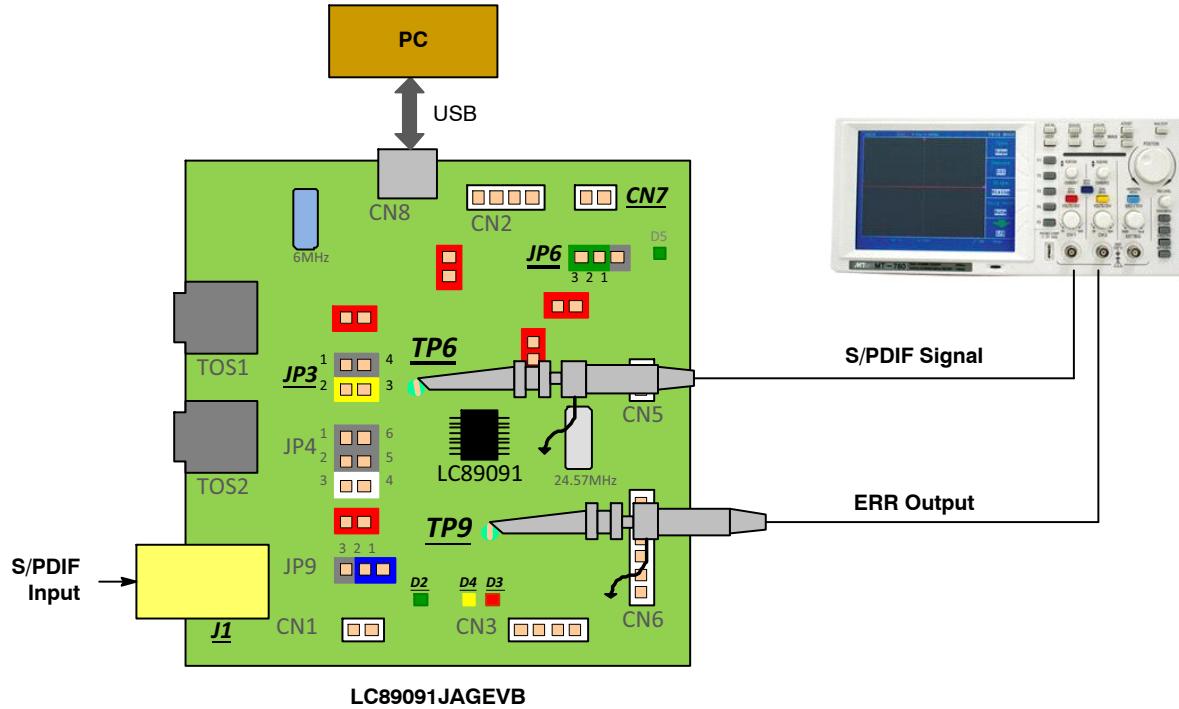 PC
USB
CN8
CN2
CN7
6MHz
JP6
D5
3 2 1
MT-760
TOS1
TP6
S/PDIF Signal
1 4
JP3
2 3
CN5
JP4
1 6
2 5
3 4
TOS2
LC89091
24.57MHz
TP9
ERR Output
3 2 1
JP9
S/PDIF
Input
D2
D4
D3
J1
CN1
CN3
CN6
LC89091JAGEVB